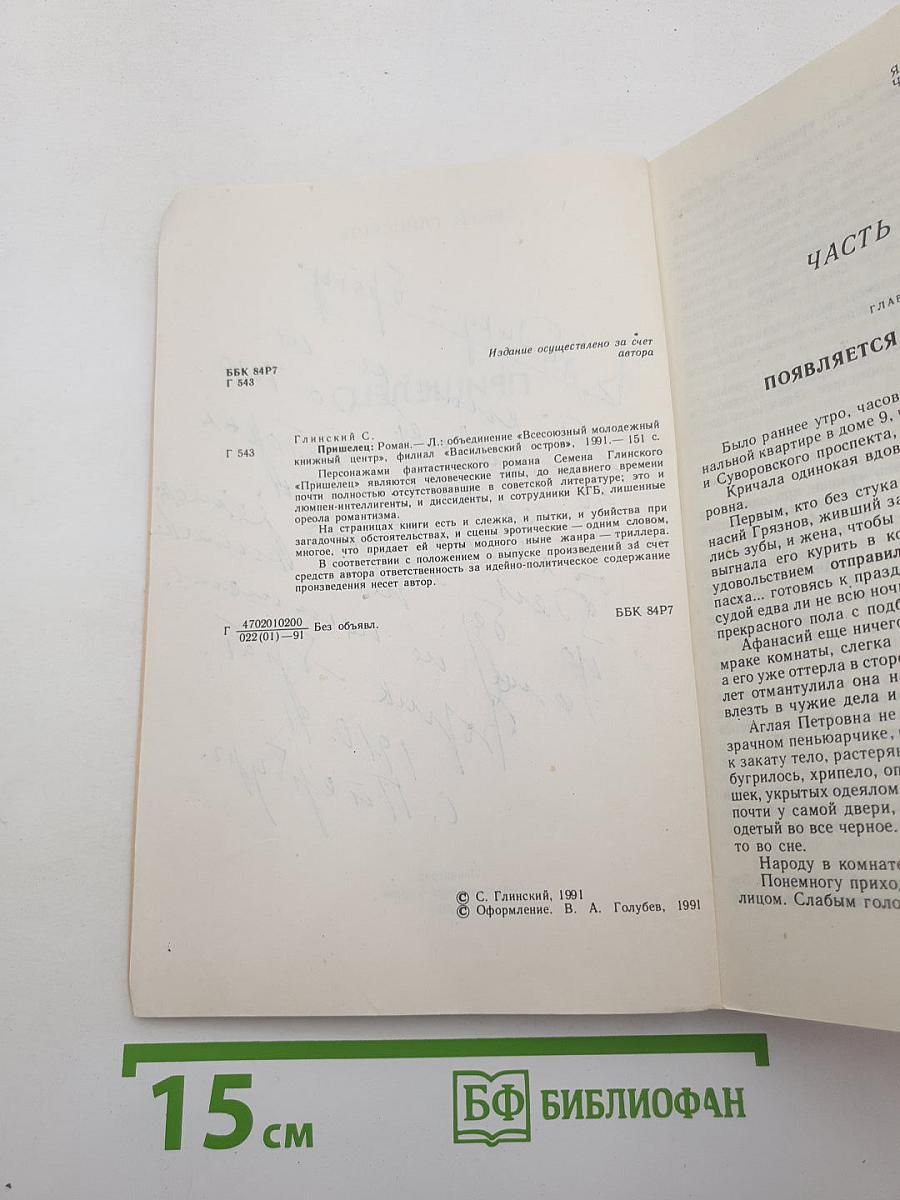 Издание осуществлено за счет
автора
ББК 84Р7
Г 543
Глинский С.
Г 543
Пришелец: Роман.— Л.: объединение «Всесоюзный молодежный
книжный центр», филиал «Васильевский остров», 1991.— 151 с.
Персонажами фантастического романа Семена Глинского
«Пришелец» являются человеческие типы, до недавнего времени
почти полностью отсутствовавшие в советской литературе; это и
люмпен-интеллигенты, и диссиденты, и сотрудники КГБ, лишенные
ореола романтизма.
На страницах книги есть и слежка, и пытки, и убийства при
загадочных обстоятельствах, и сцены эротические — одним словом,
многое, что придает ей черты модного ныне жанра — триллера.
В соответствии с положением о выпуске произведений за счет
средств автора ответственность за идейно-политическое содержание
произведения несет автор.
Г 4702010200
022(01)—91 Без объявл.
ББК 84Р7
© С. Глинский, 1991
© Оформление. В. А. Голубев, 1991
ЧАСТЬ
ПОЯВЛЯЕТСЯ
Было раннее утро, часов
нальной квартире в доме 9,
и Суворовского проспекта,
Кричала одинокая вдов
ровна.
Первым, кто без стука
насий Грязнов, живший за
лись зубы, и жена, чтобы
выгнала его курить в ко
удовольствием отправил
пасха... готовясь к празд
судой едва ли не всю ноч
прекрасного пола с подб
Афанасий еще ничего
мраке комнаты, слегка
а его уже оттерла в сторо
лет отмантулила она н
влезть в чужие дела и
Аглая Петровна не
зрачном пеньюарчике,
к закату тело, растерян
бугрилось, хрипело, оп
шек, укрытых одеялом
почти у самой двери,
одетый во все черное.
то во сне.
Народу в комнате
Понемногу приход
лицом. Слабым голо
15 см
БФ БИБЛИОФАН